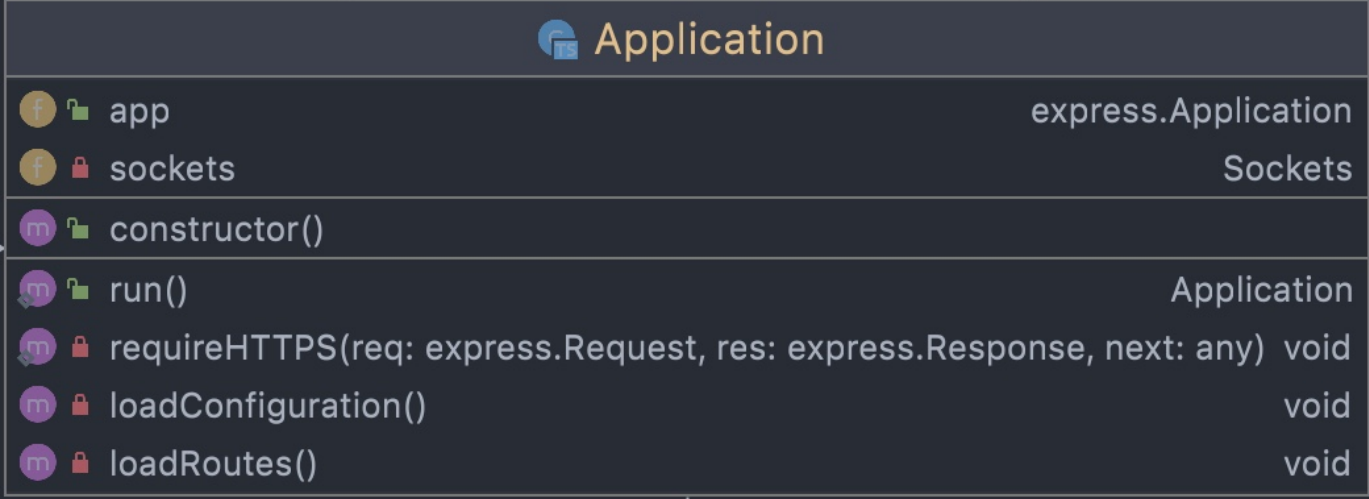 Application
app express.Application
sockets Sockets
constructor()
run() Application
requireHTTPS(req: express.Request, res: express.Response, next: any) void
loadConfiguration() void
loadRoutes() void